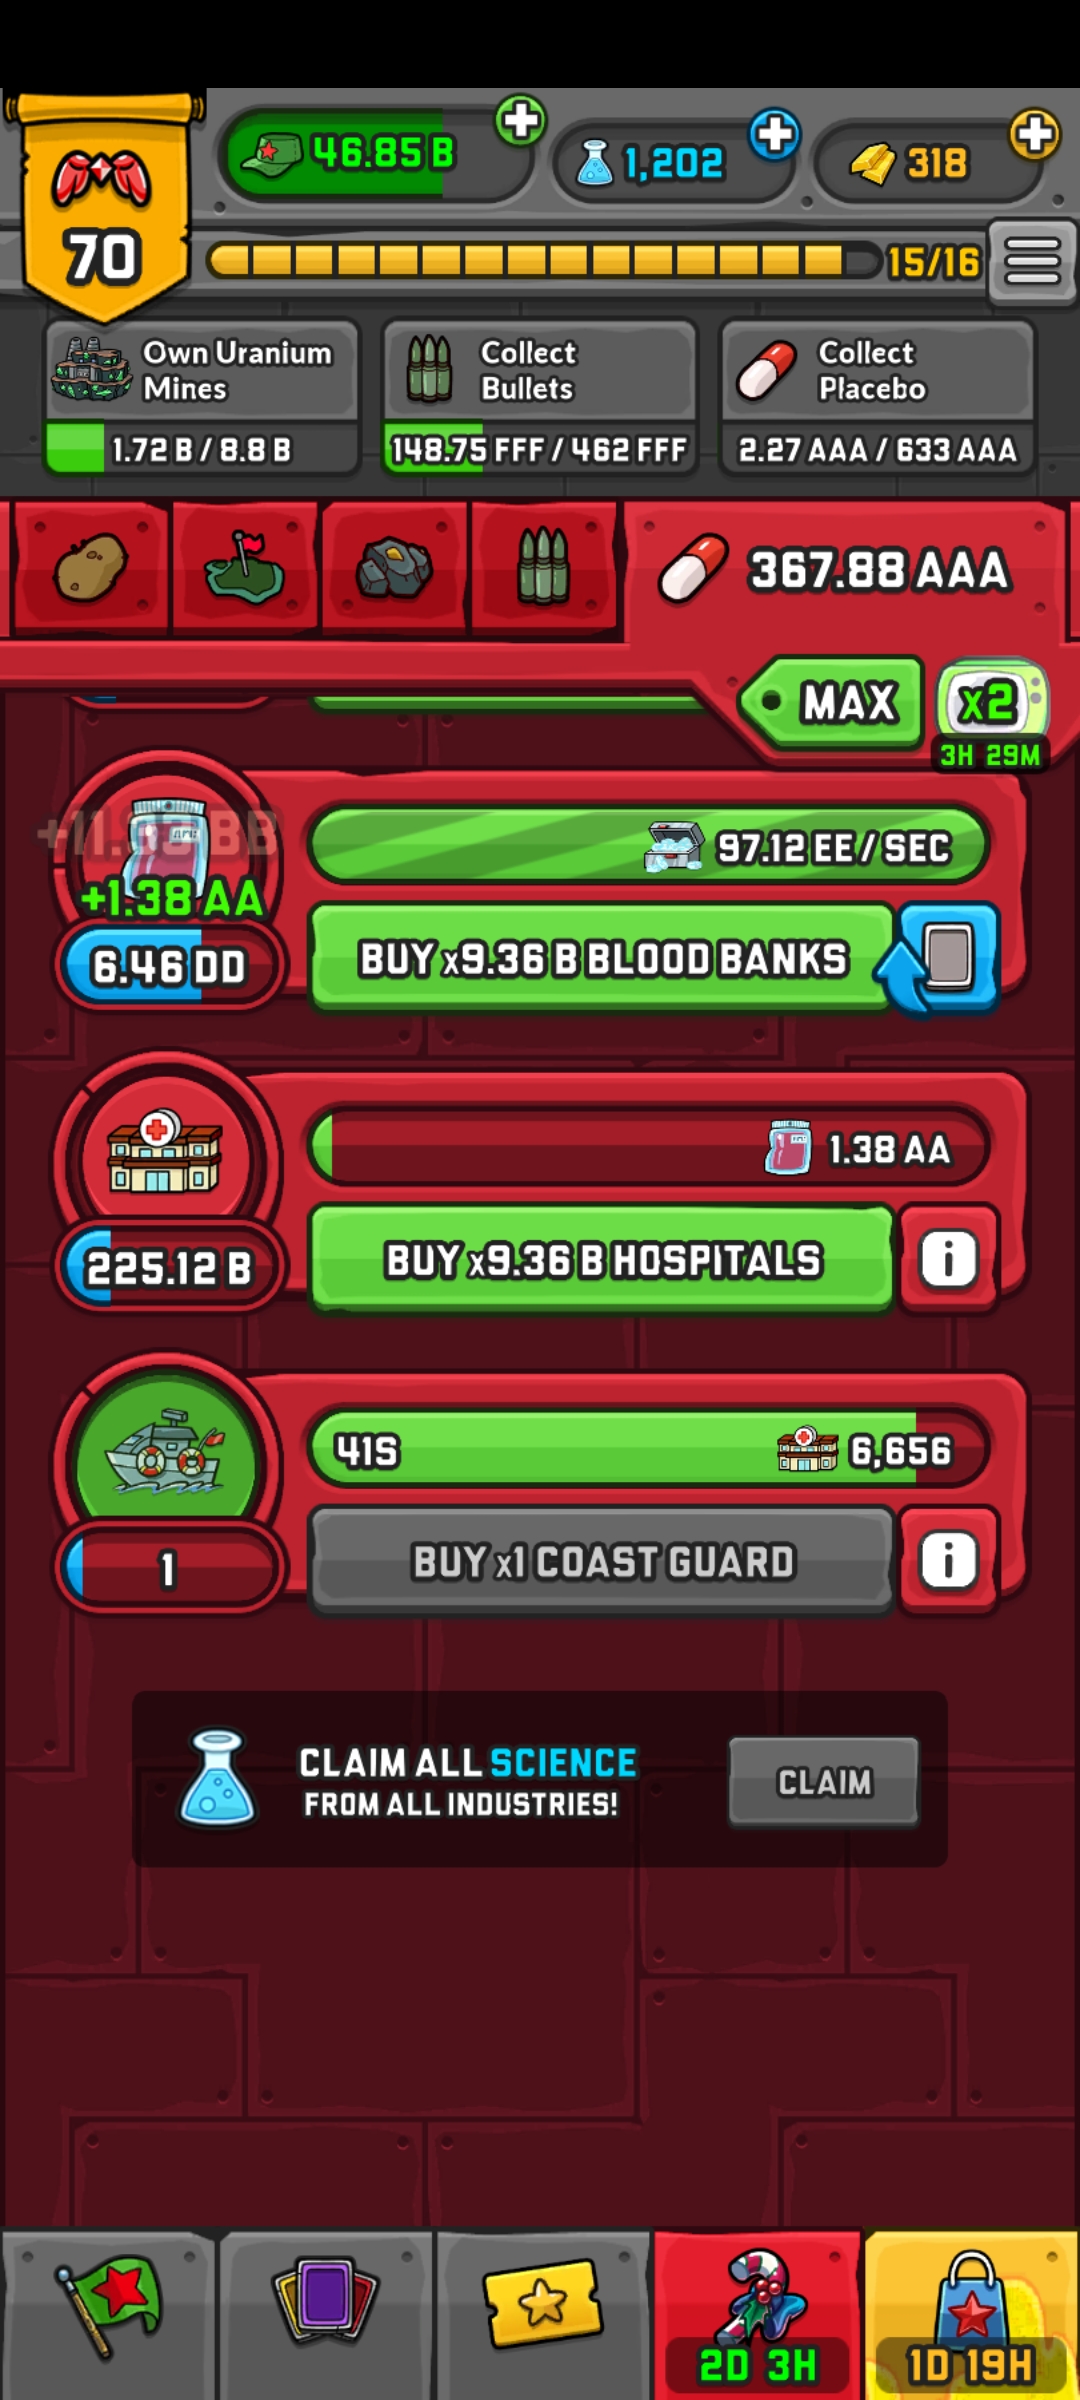 46.85 B
1,202
318
70
15/16
Own Uranium
Mines
1.72 B / 8.8 B
Collect
Bullets
148.75 FFF / 462 FFF
Collect
Placebo
2.27 AAA / 633 AAA
367.88 AAA
MAX
x2
3H 29M
97.12 EE / SEC
+1.38 AA
6.46 DD
BUY x9.36 B BLOOD BANKS
1.38 AA
225.12 B
BUY x9.36 B HOSPITALS
41S
6,656
1
BUY x1 COAST GUARD
CLAIM ALL SCIENCE
FROM ALL INDUSTRIES!
CLAIM
2D 3H
1D 19H